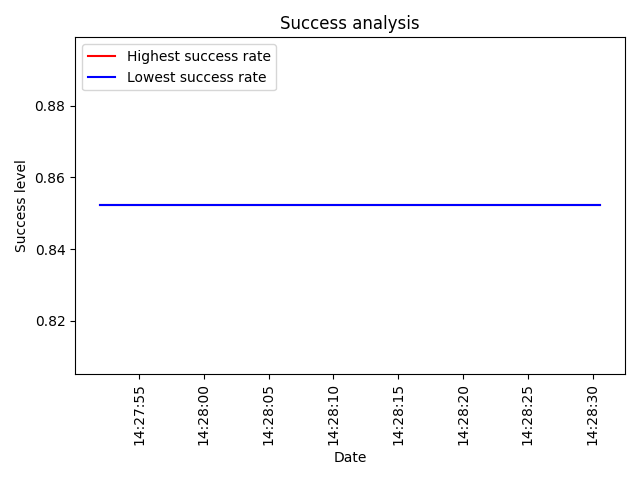 Success analysis
Highest success rate
Lowest success rate
0.88
0.86
0.84
0.82
Success level
14:27:55
14:28:00
14:28:05
14:28:10
14:28:15
14:28:20
14:28:25
14:28:30
Date